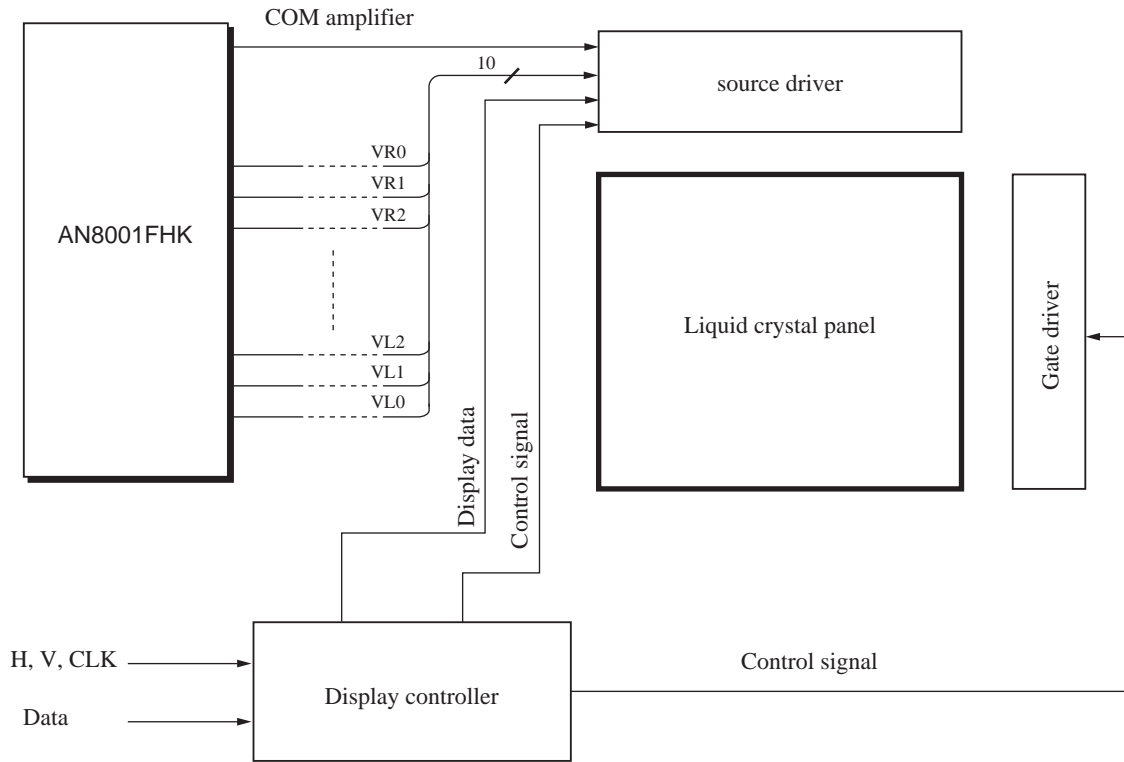 COM amplifier
10
source driver
VR0
VR1
VR2
AN8001FHK
VL2
VL1
VL0
Liquid crystal panel
Gate driver
Display data
Control signal
H, V, CLK
Data
Display controller
Control signal